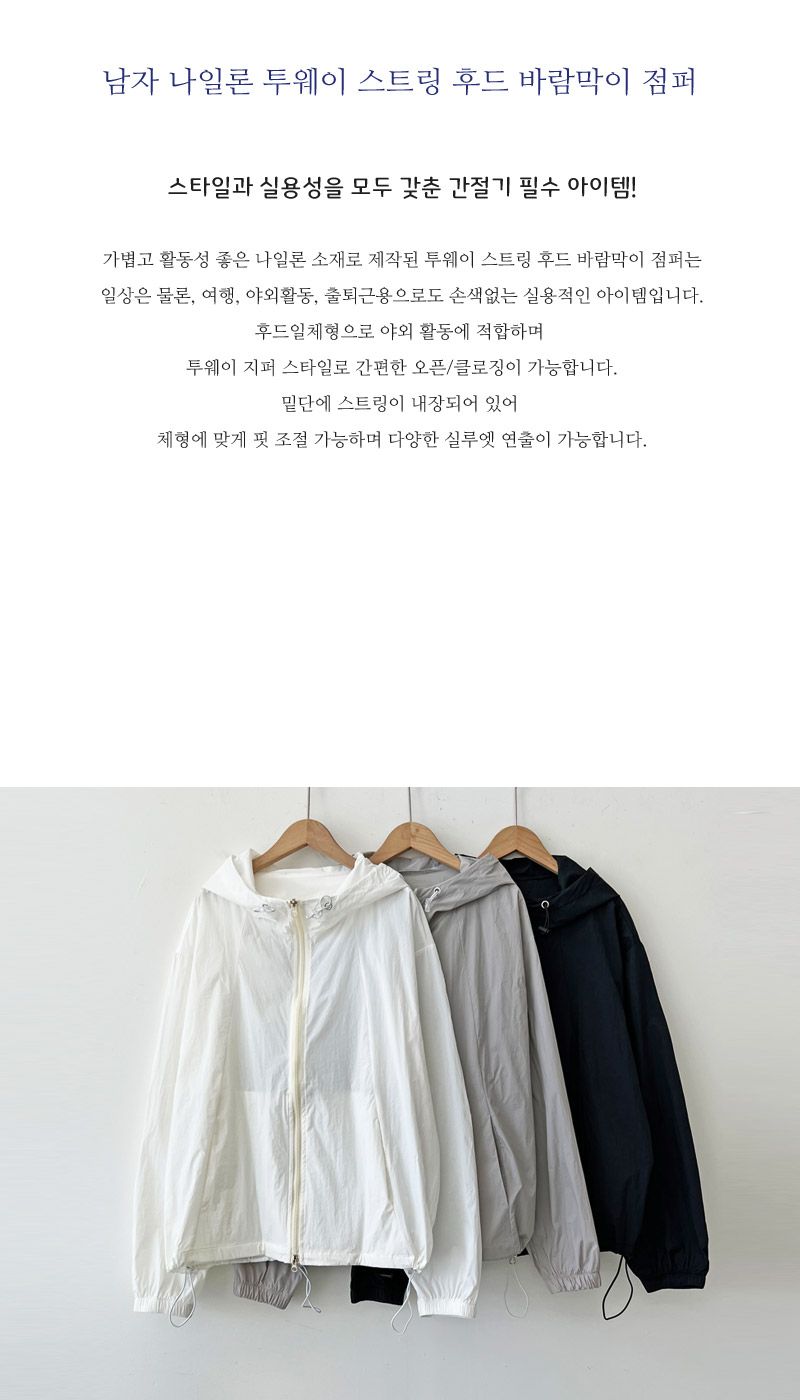 남자 나일론 투웨이 스트링 후드 바람막이 점퍼
스타일과 실용성을 모두 갖춘 간절기 필수 아이템!
가볍고 활동성 좋은 나일론 소재로 제작된 투웨이 스트링 후드 바람막이 점퍼는
일상은 물론, 여행, 야외활동, 출퇴근용으로도 손색없는 실용적인 아이템입니다.
후드일체형으로 야외 활동에 적합하며
투웨이 지퍼 스타일로 간편한 오픈/클로징이 가능합니다.
밑단에 스트링이 내장되어 있어
체형에 맞게 핏 조절 가능하며 다양한 실루엣 연출이 가능합니다.